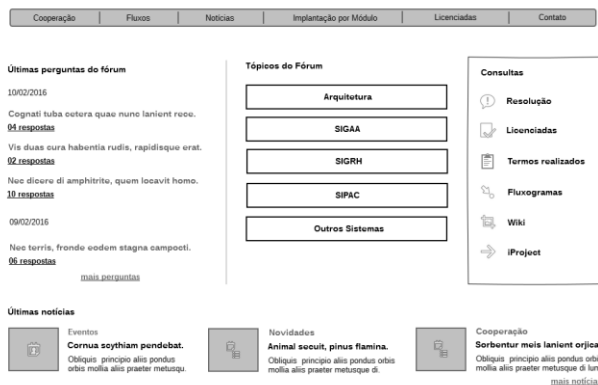 Cooperação Fluxos Notícias Implantação por Módulo Licenciadas Contato
Últimas perguntas do fórum
10/02/2016
Cognati tuba cetera quae nunc lanient rece.
04 respostas
Vis duas cura habentia rudis, rapidisque erat.
02 respostas
Nec dicere di amphitrite, quem locavit homo.
10 respostas
09/02/2016
Nec terris, fronde eodem stagna campocti.
06 respostas
mais perguntas
Tópicos do Fórum
Arquitetura
SIGAA
SIGRH
SIPAC
Outros Sistemas
Consultas
Resolução
Licenciadas
Termos realizados
Fluxogramas
Wiki
iProject
Últimas notícias
Eventos
Cornua scythiam pendebat.
Obliquis principio aliis pondus
orbis mollia aliis praeter metusqu.
Novidades
Animal secuit, pinus flamina.
Obliquis principio aliis pondus orbis
mollia aliis praeter metusque di.
Cooperação
Sorbentur meis lanient orjica
Obliquis principio aliis pondus orbi
mollia aliis praeter metusque di lun
mais notícia